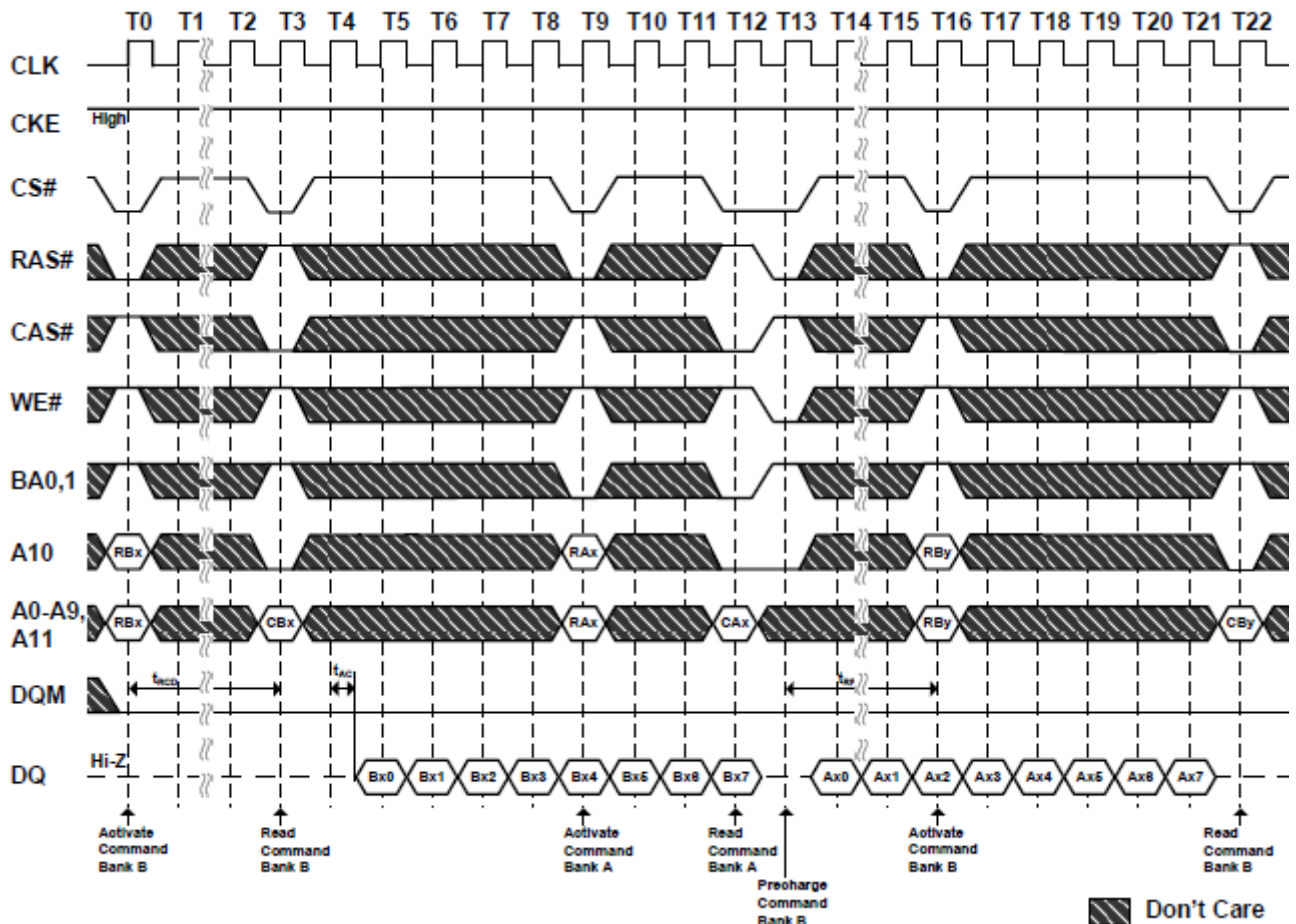 T0 T1 T2 T3 T4 T5 T6 T7 T8 T9 T10 T11 T12 T13 T14 T15 T16 T17 T18 T19 T20 T21 T22
CLK
CKE High
CS#
RAS#
CAS#
WE#
BA0,1
A10 RBx RAx RBy
A0-A9,
A11 RBx CBx RAx CAx RBy CBy
DQM tRCD tAC tRP
DQ Hi-Z Bx0 Bx1 Bx2 Bx3 Bx4 Bx5 Bx6 Bx7 Ax0 Ax1 Ax2 Ax3 Ax4 Ax5 Ax6 Ax7
Activate
Command
Bank B
Read
Command
Bank B
Activate
Command
Bank A
Read
Command
Bank A
Precharge
Command
Bank B
Activate
Command
Bank B
Read
Command
Bank B
Don't Care